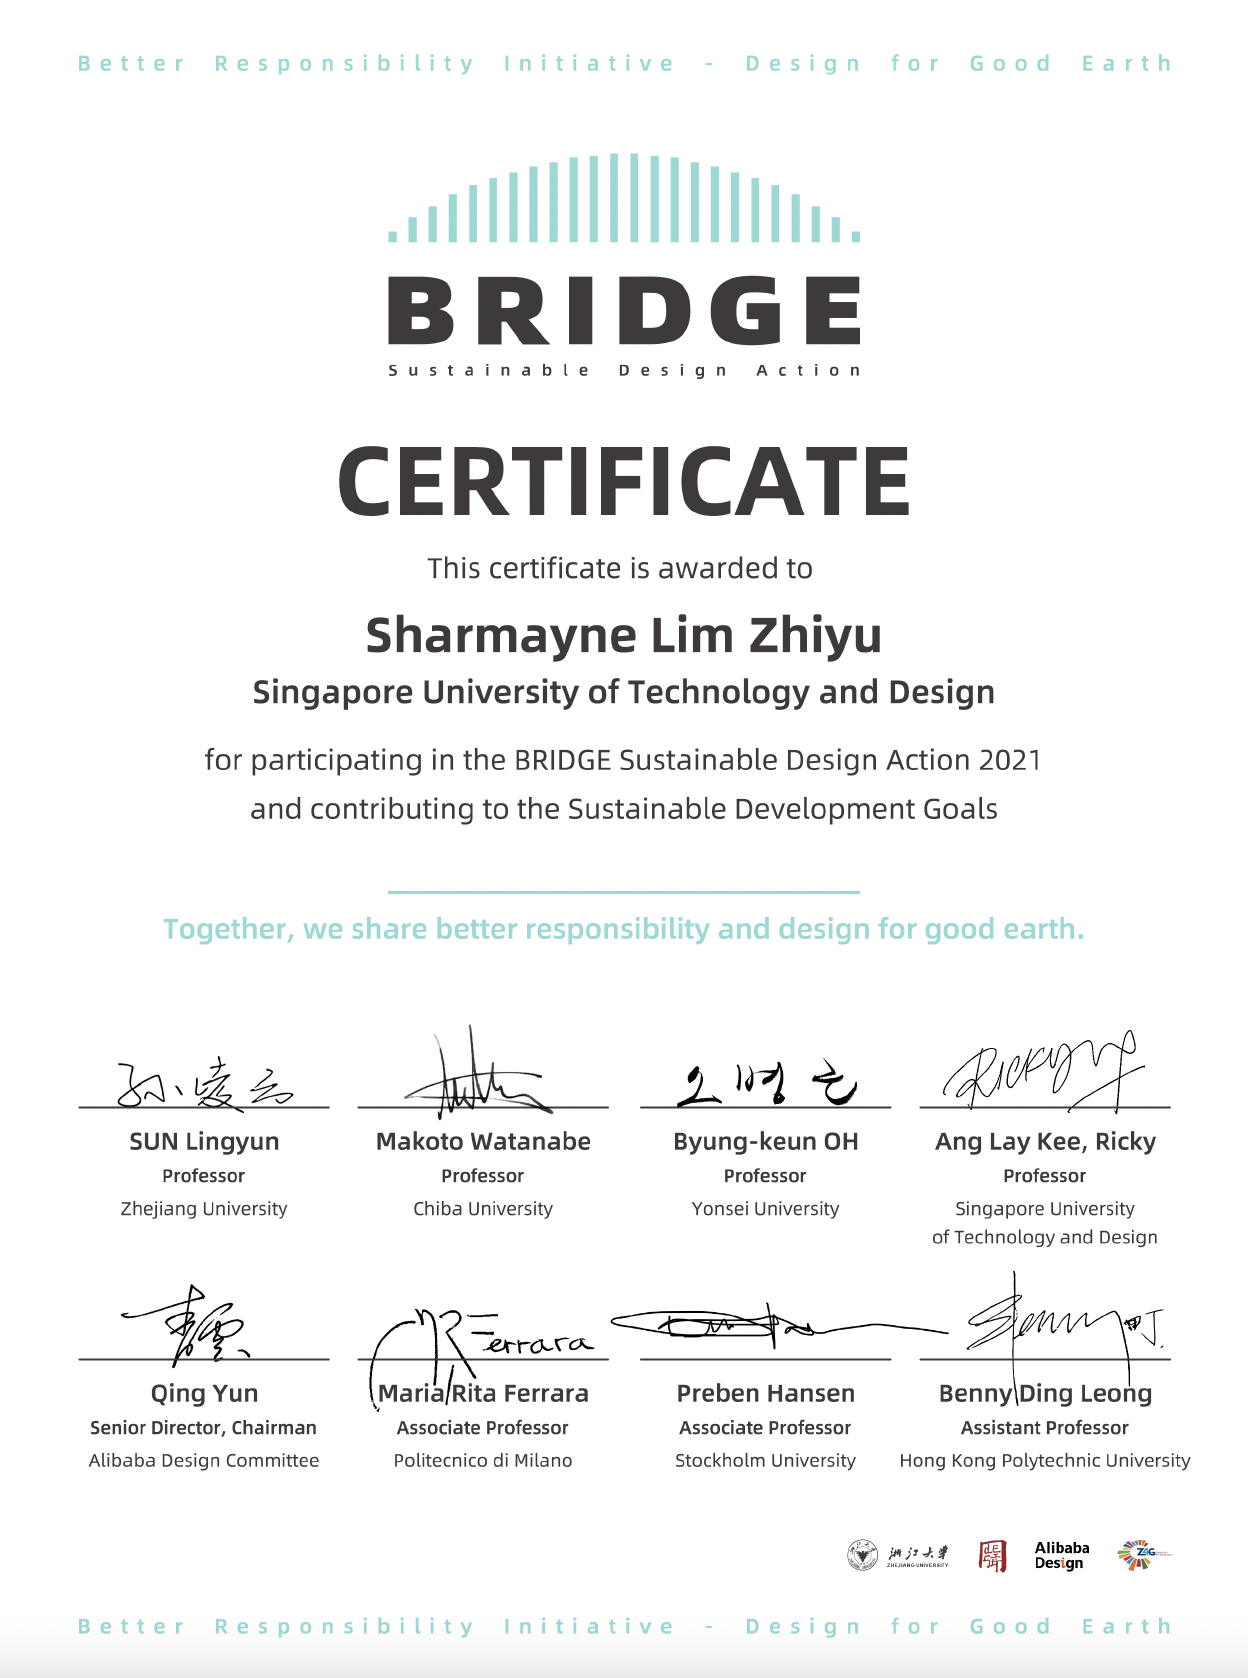 Better Responsibility Initiative - Design for Good Earth
BRIDGE
Sustainable Design Action
CERTIFICATE
This certificate is awarded to
Sharmayne Lim Zhiyu
Singapore University of Technology and Design
for participating in the BRIDGE Sustainable Design Action 2021
and contributing to the Sustainable Development Goals
Together, we share better responsibility and design for good earth.
孙凌云
오병근
Ricky
SUN Lingyun
Professor
Zhejiang University
Makoto Watanabe
Professor
Chiba University
Byung-keun OH
Professor
Yonsei University
Ang Lay Kee, Ricky
Professor
Singapore University
of Technology and Design
青雲
MR Ferrara
Benny
Qing Yun
Senior Director, Chairman
Alibaba Design Committee
Maria Rita Ferrara
Associate Professor
Politecnico di Milano
Preben Hansen
Associate Professor
Stockholm University
Benny Ding Leong
Assistant Professor
Hong Kong Polytechnic University
浙江大学
ZHEJIANG UNIVERSITY
Alibaba
Design
Better Responsibility Initiative - Design for Good Earth